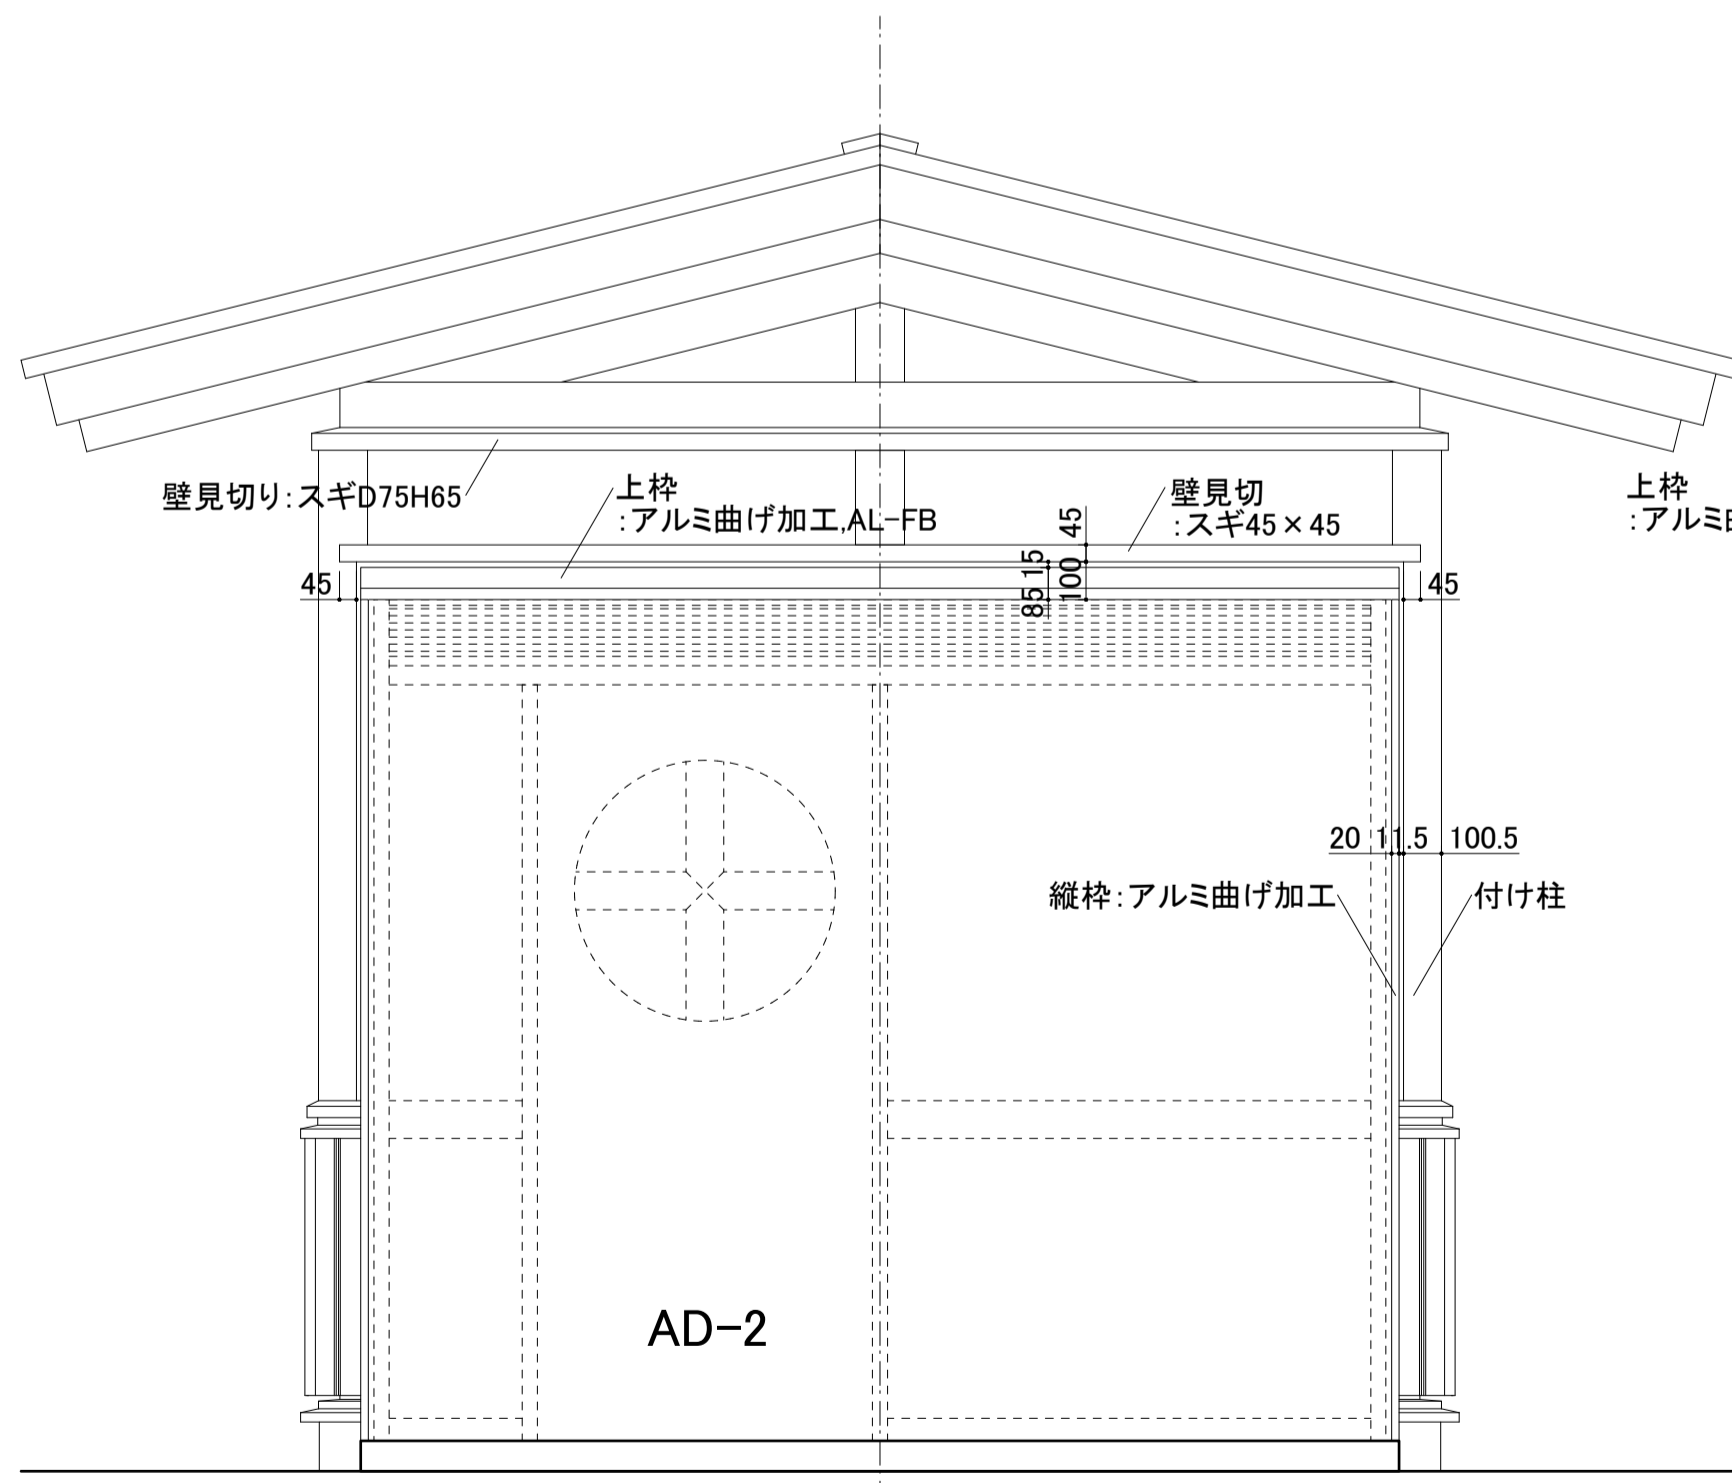 壁見切り:スギD75H65
上枠
:アルミ曲げ加工,AL-FB
壁見切
:スギ45×45
上枠
:アルミ
45
45
15
100
85
45
20 11.5 100.5
縦枠:アルミ曲げ加工
付け柱
AD-2